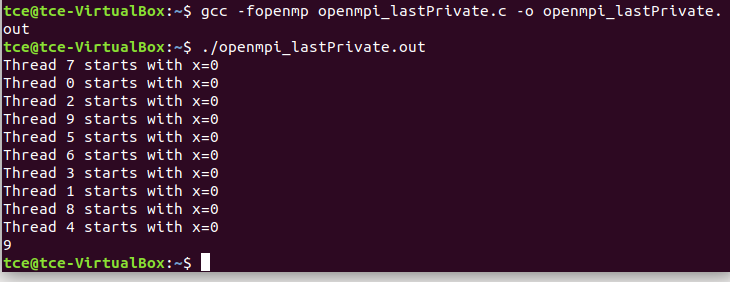 tce@tce-VirtualBox:~$ gcc -fopenmp openmpi_lastPrivate.c -o openmpi_lastPrivate.
out
tce@tce-VirtualBox:~$ ./openmpi_lastPrivate.out
Thread 7 starts with x=0
Thread 0 starts with x=0
Thread 2 starts with x=0
Thread 9 starts with x=0
Thread 5 starts with x=0
Thread 6 starts with x=0
Thread 3 starts with x=0
Thread 1 starts with x=0
Thread 8 starts with x=0
Thread 4 starts with x=0
9
tce@tce-VirtualBox:~$